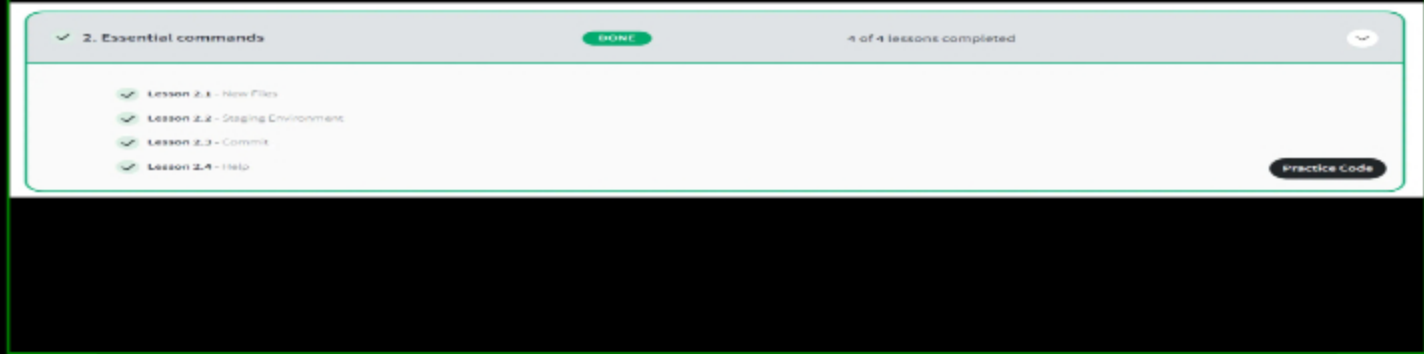 2. Essential commands DONE 4 of 4 lessons completed
Lesson 2.1 - New Files
Lesson 2.2 - Staging Environment
Lesson 2.3 - Commit
Lesson 2.4 - Help
Practice Code